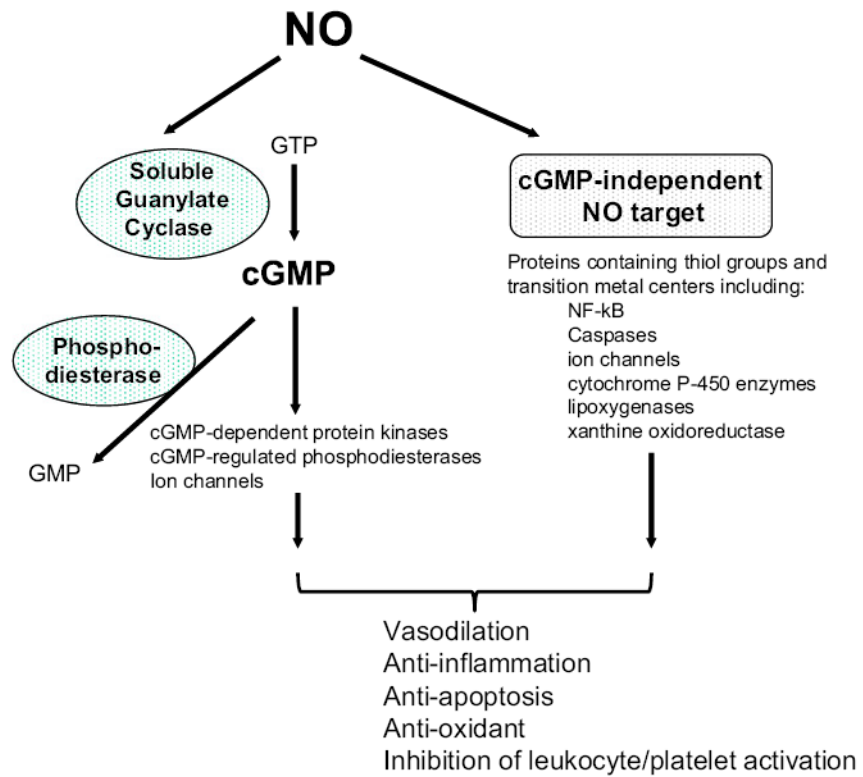 NO
Soluble
Guanylate
Cyclase
GTP
cGMP
Phospho-
diesterase
GMP
cGMP-dependent protein kinases
cGMP-regulated phosphodiesterases
Ion channels
cGMP-independent
NO target
Proteins containing thiol groups and
transition metal centers including:
NF-kB
Caspases
ion channels
cytochrome P-450 enzymes
lipoxygenases
xanthine oxidoreductase
Vasodilation
Anti-inflammation
Anti-apoptosis
Anti-oxidant
Inhibition of leukocyte/platelet activation